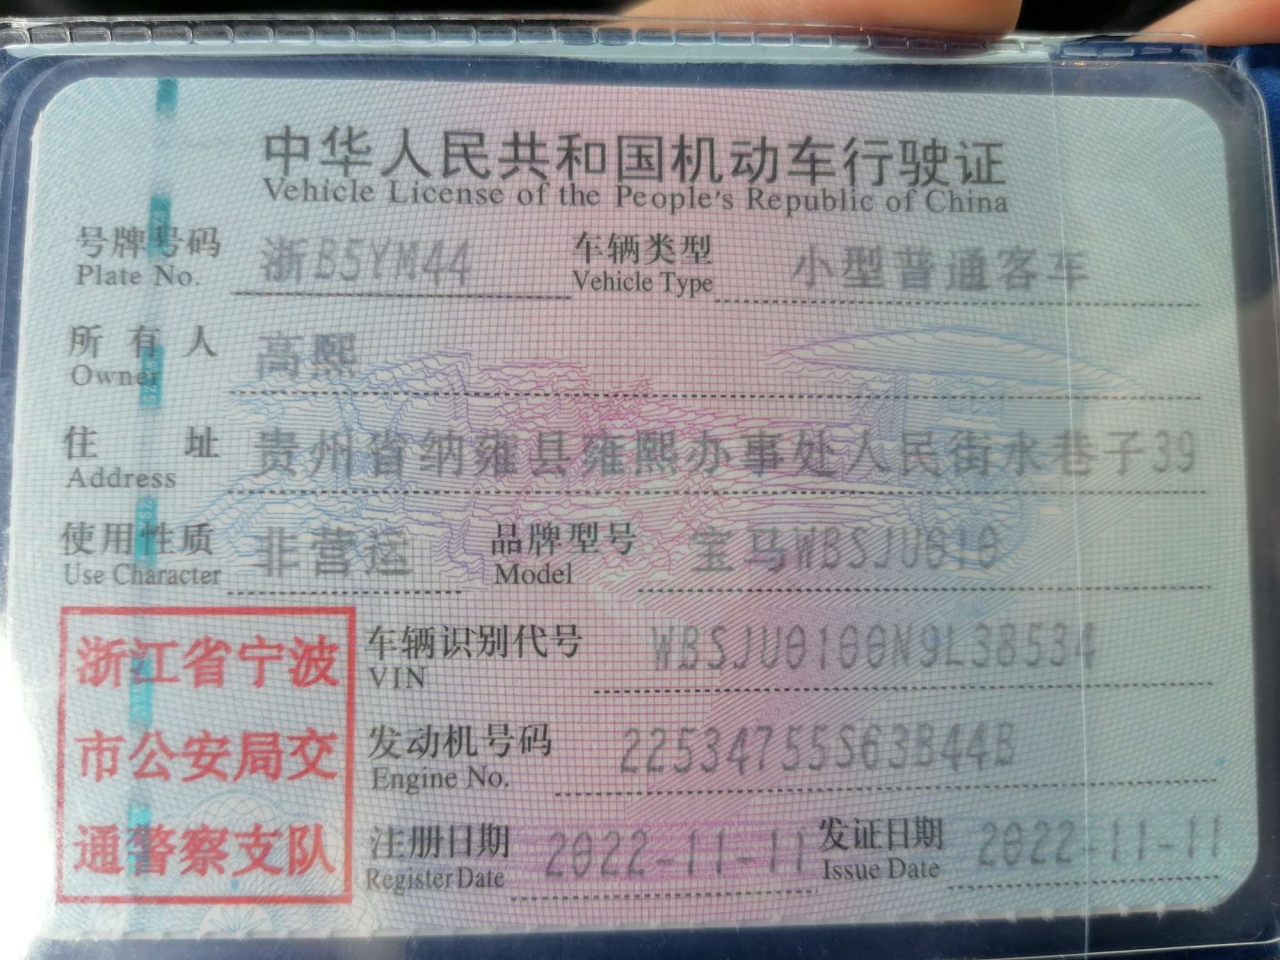 中华人民共和国机动车行驶证
Vehicle License of the People's Republic of China
号牌号码 浙B5YM44 车辆类型 小型普通客车
Plate No. Vehicle Type
所有人 高熙
Owner
住址 贵州省纳雍县雍熙办事处人民街水巷子39
Address
使用性质 非营运 品牌型号 宝马WBSJU010
Use Character Model
浙江省宁波
市公安局交
通警察支队
车辆识别代号 WBSJU0100N9L38534
VIN
发动机号码 22534755S63B44B
Engine No.
注册日期 2022-11-11 发证日期 2022-11-11
Register Date Issue Date